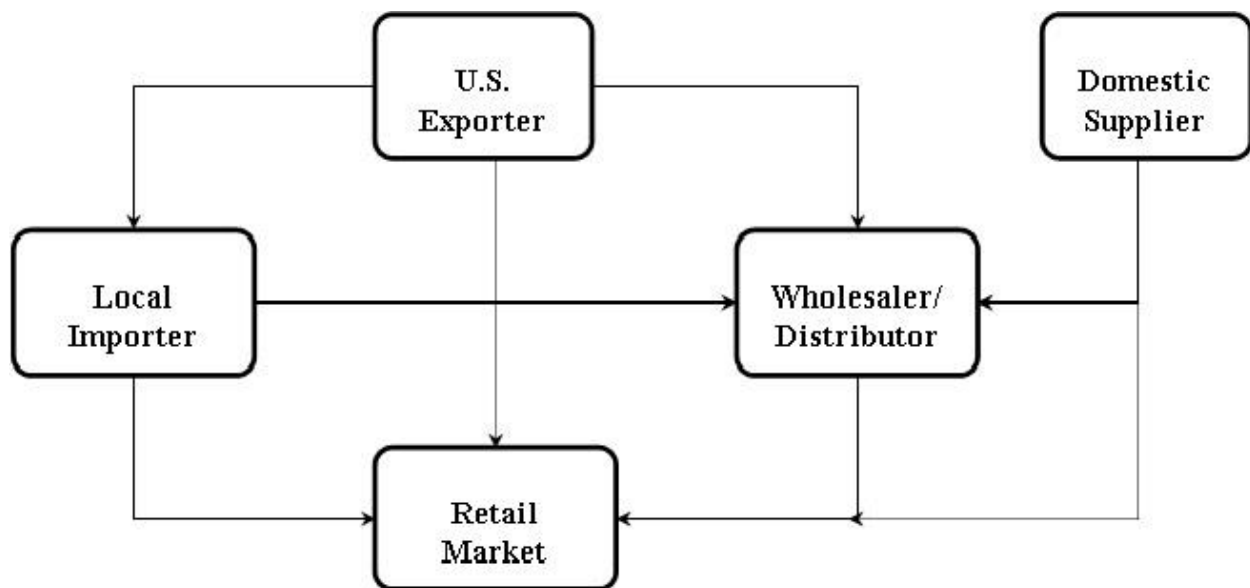 U.S.
Exporter
Domestic
Supplier
Local
Importer
Wholesaler/
Distributor
Retail
Market